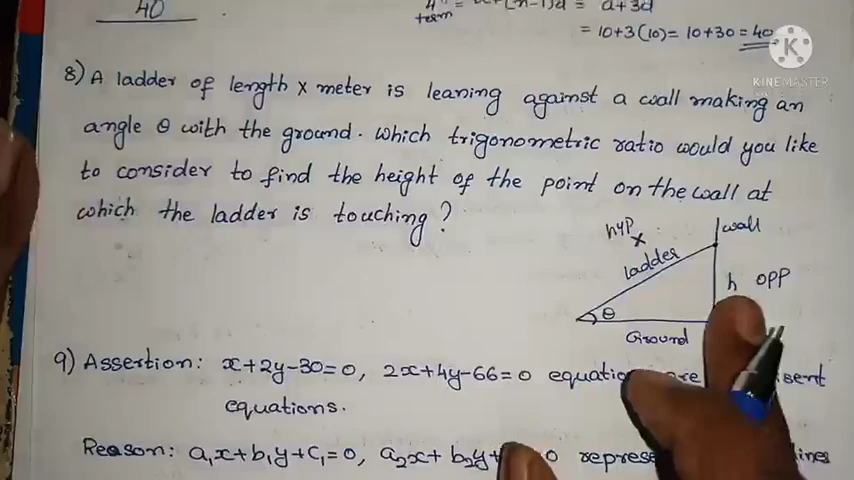 40
term = a+3d
= 10+3(10)= 10+30 = 40
KINEMASTER
8) A ladder of length x meter is leaning against a wall making an
angle θ with the ground. which trigonometric ratio would you like
to consider to find the height of the point on the wall at
which the ladder is touching?
hyp
x
wall
ladder
h opp
θ
Ground
9) Assertion: x+2y-30=0, 2x+4y-66=0
equations.
Reason: a₁x+b₁y+c₁=0, a₂x+b₂y+ 0